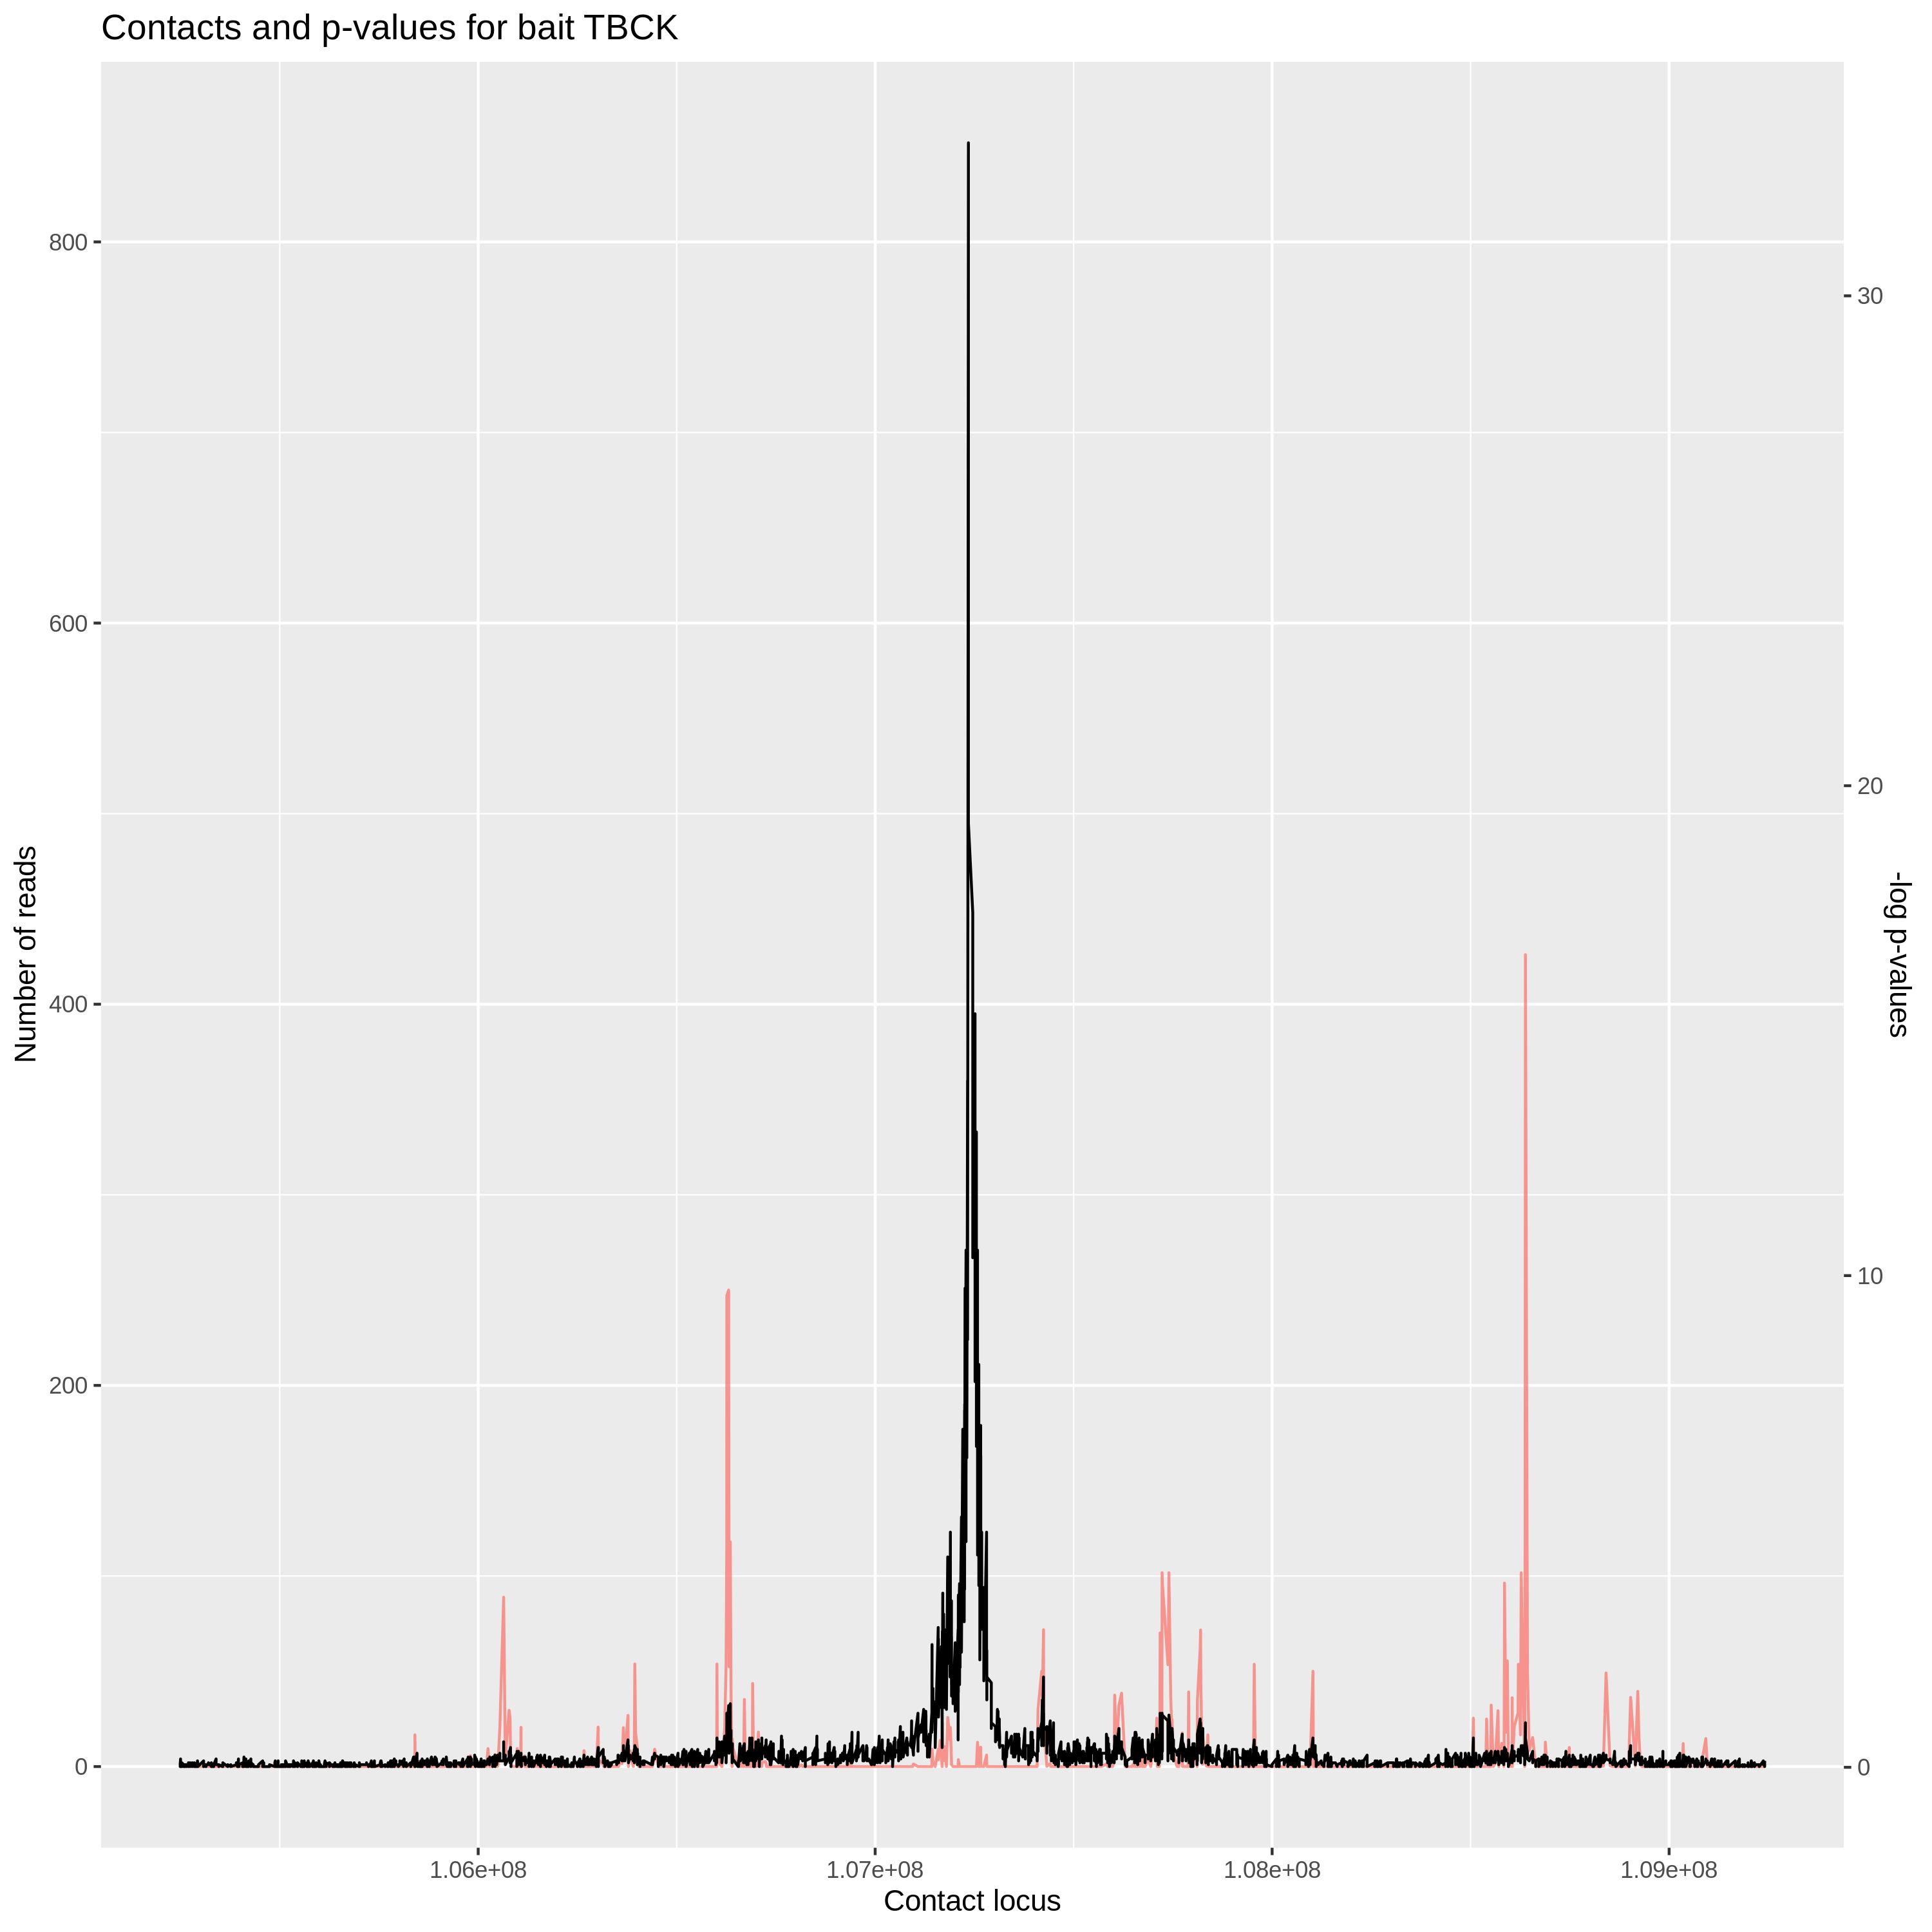 Contacts and p-values for bait TBCK
800
600
400
200
0
Number of reads
30
20
10
0
-log p-values
1.06e+08 1.07e+08 1.08e+08 1.09e+08
Contact locus